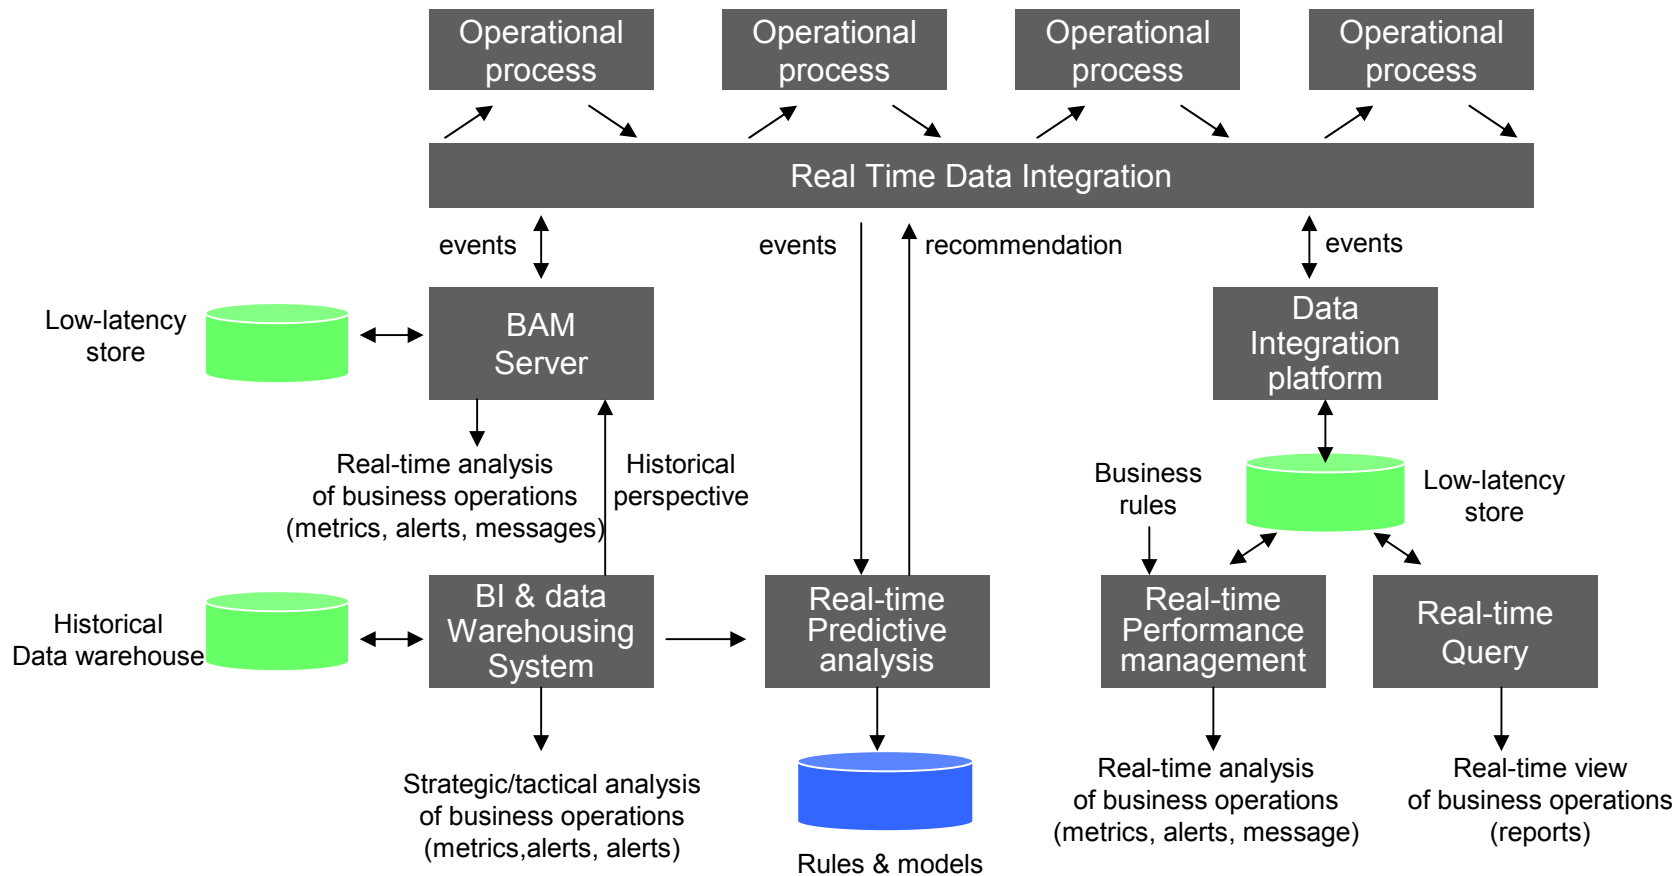 Operational
process
Operational
process
Operational
process
Operational
process
Real Time Data Integration
events
events
recommendation
events
Low-latency
store
BAM
Server
Data
Integration
platform
Real-time analysis
of business operations
(metrics, alerts, messages)
Historical
perspective
Business
rules
Low-latency
store
Historical
Data warehouse
BI & data
Warehousing
System
Real-time
Predictive
analysis
Real-time
Performance
management
Real-time
Query
Strategic/tactical analysis
of business operations
(metrics,alerts, alerts)
Rules & models
Real-time analysis
of business operations
(metrics, alerts, message)
Real-time view
of business operations
(reports)